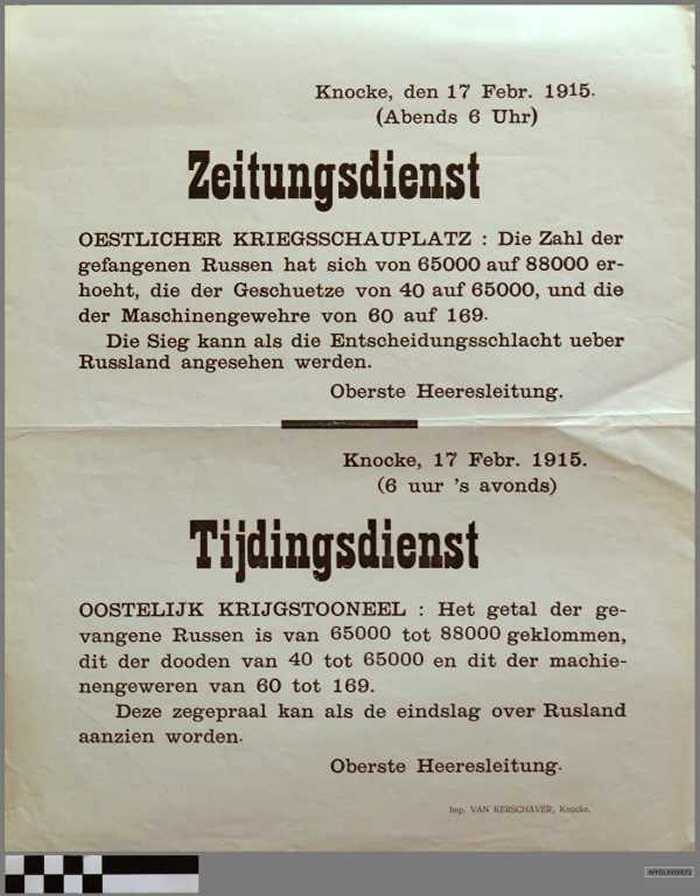 Knocke, den 17 Febr. 1915.
(Abends 6 Uhr)
Zeitungsdienst
OESTLICHER KRIEGSSCHAUPLATZ : Die Zahl der
gefangenen Russen hat sich von 65000 auf 88000 er-
hoeht, die der Geschuetze von 40 auf 65000, und die
der Maschinengewehre von 60 auf 169.
Die Sieg kann als die Entscheidungsschlacht ueber
Russland angesehen werden.
Oberste Heeresleitung.
Knocke, 17 Febr. 1915.
(6 uur 's avonds)
Tijdingsdienst
OOSTELIJK KRIJGSTOONEEL : Het getal der ge-
vangene Russen is van 65000 tot 88000 geklommen,
dit der dooden van 40 tot 65000 en dit der machie-
nengeweren van 60 tot 169.
Deze zegepraal kan als de eindslag over Rusland
aanzien worden.
Oberste Heeresleitung.
Imp. VAN KERSCHAVER, Knocke.